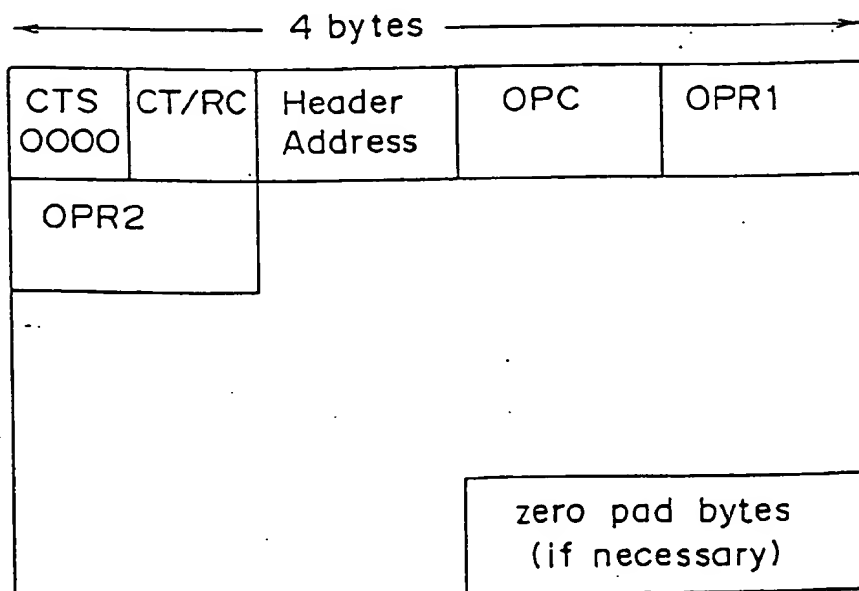 4 bytes
CTS
0000
CT/RC
Header
Address
OPC
OPR1
OPR2
zero pad bytes
(if necessary)